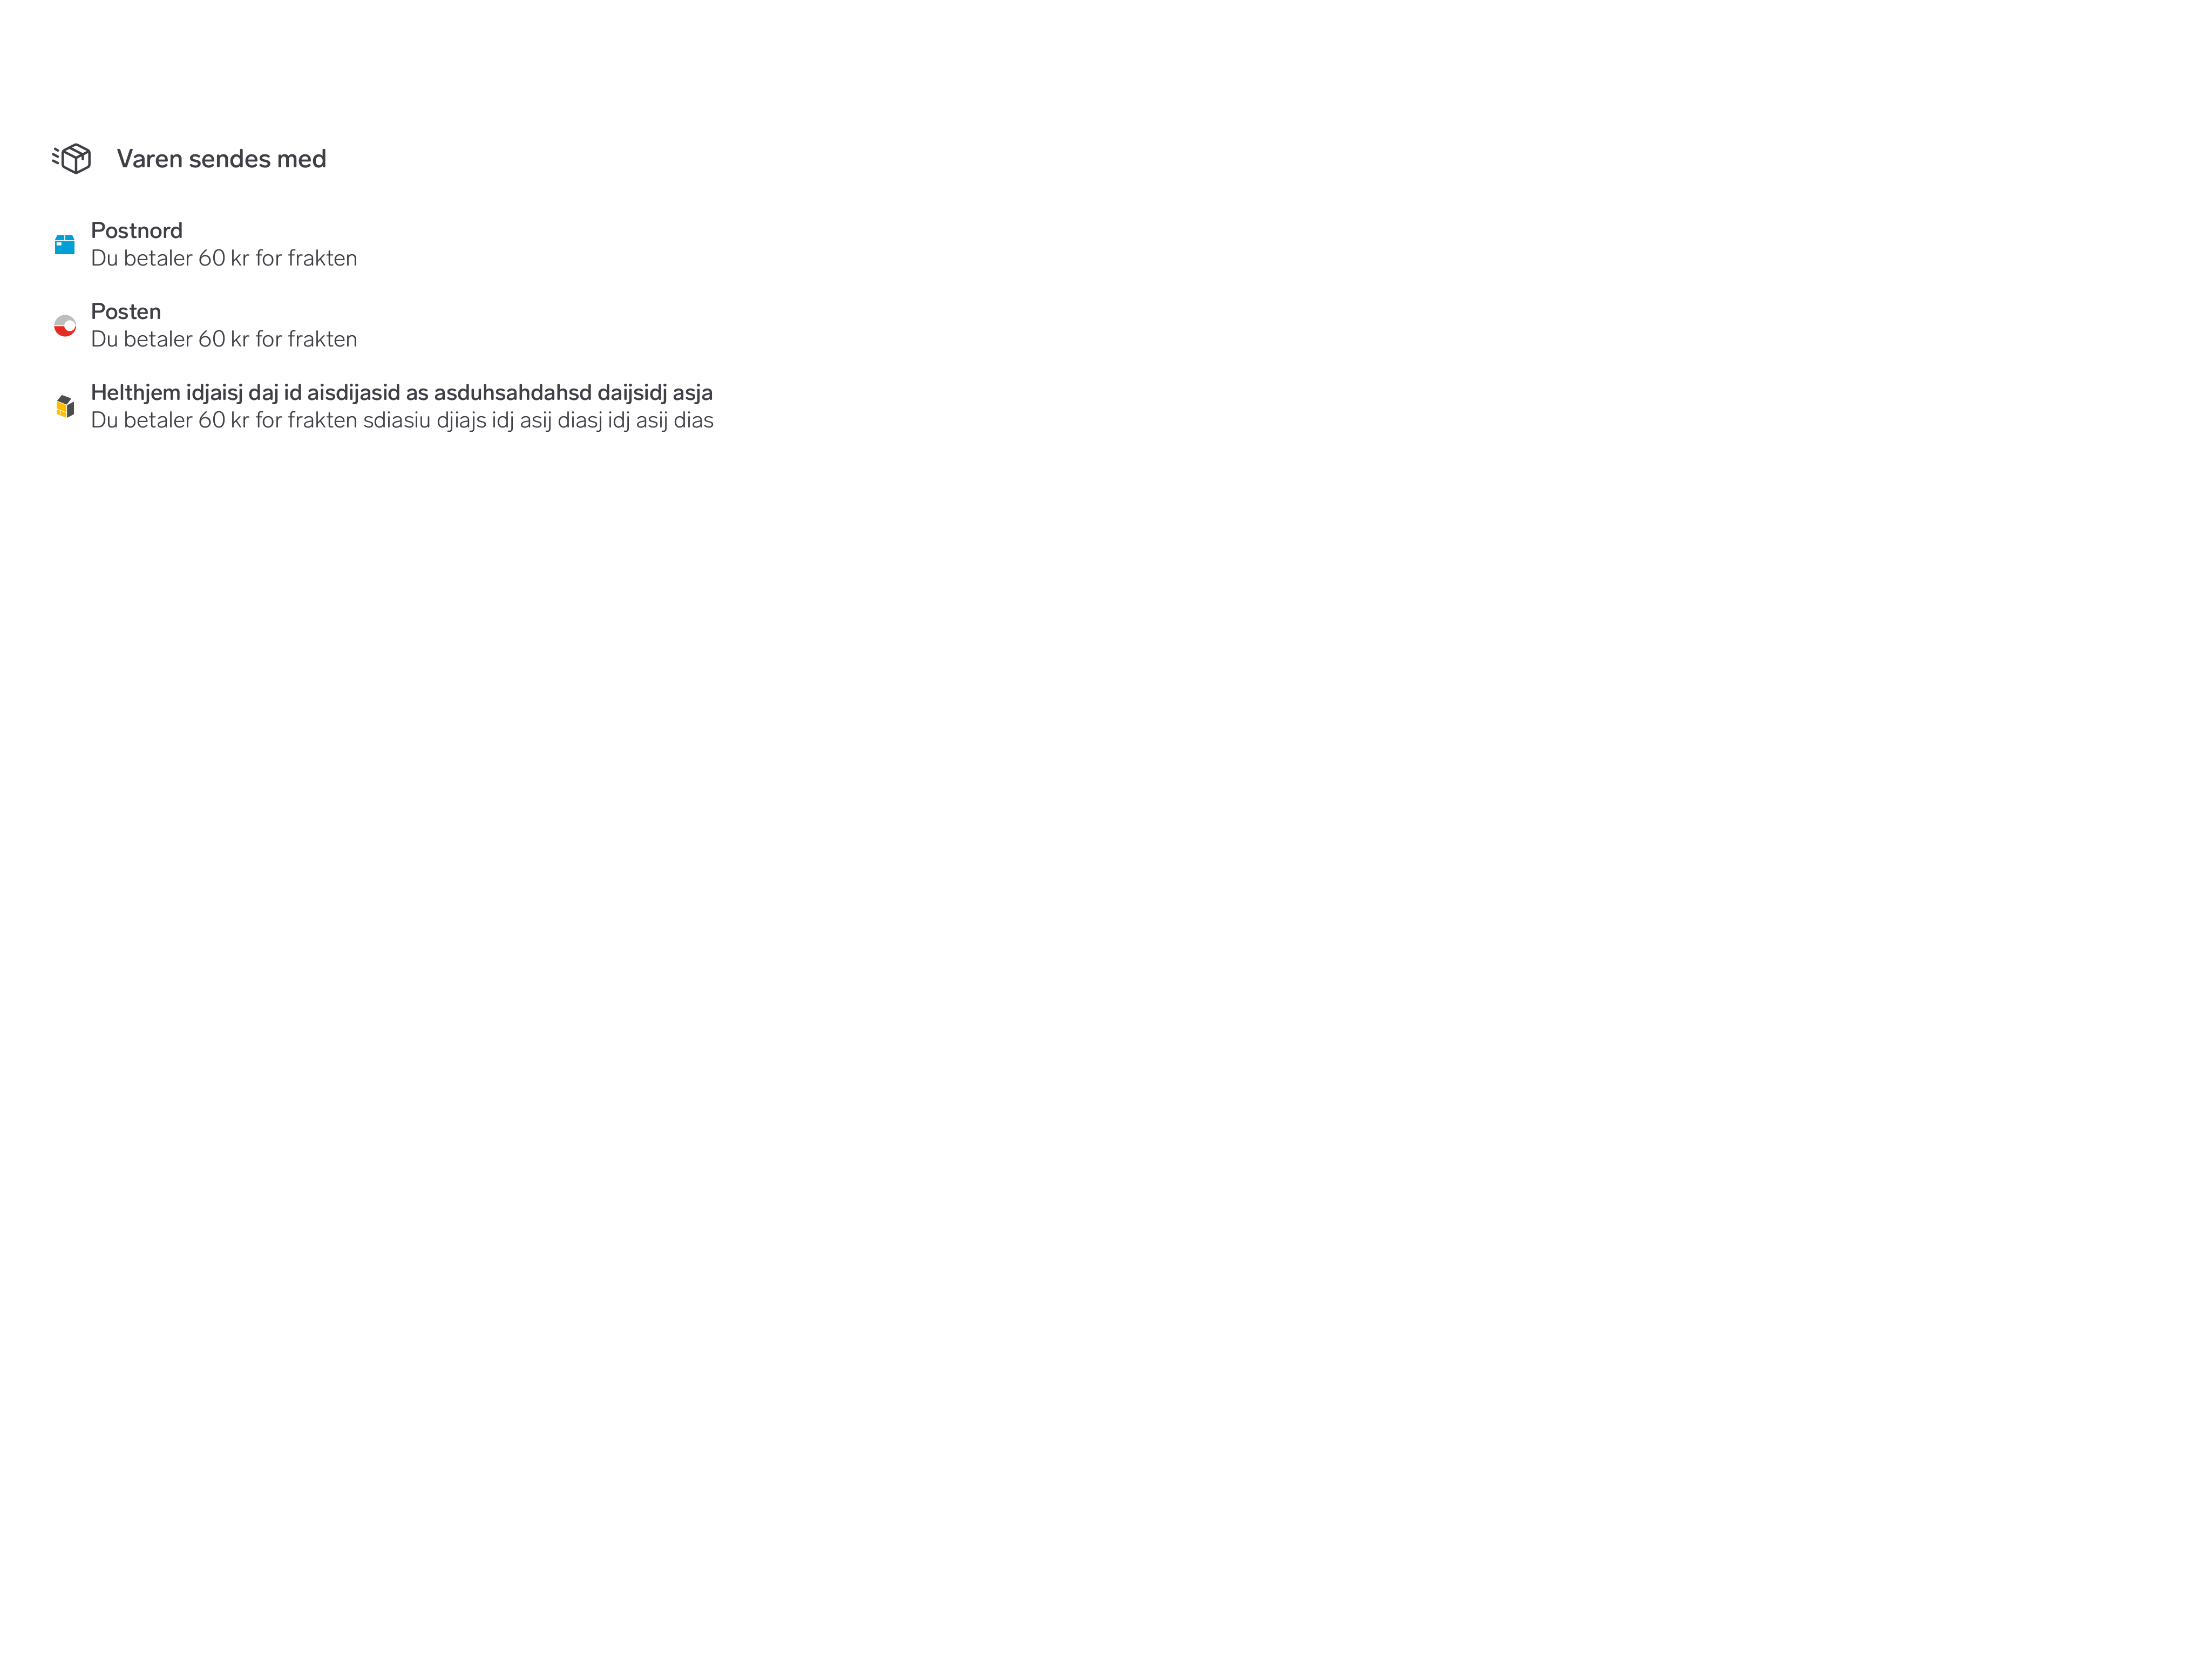 Varen sendes med
Postnord
Du betaler 60 kr for frakten
Posten
Du betaler 60 kr for frakten
Helthjem idjaisj daj id aisdijasid as asduhsahdahsd daijsidj asja
Du betaler 60 kr for frakten sdiasiu djiajs idj asij diasj idj asij dias